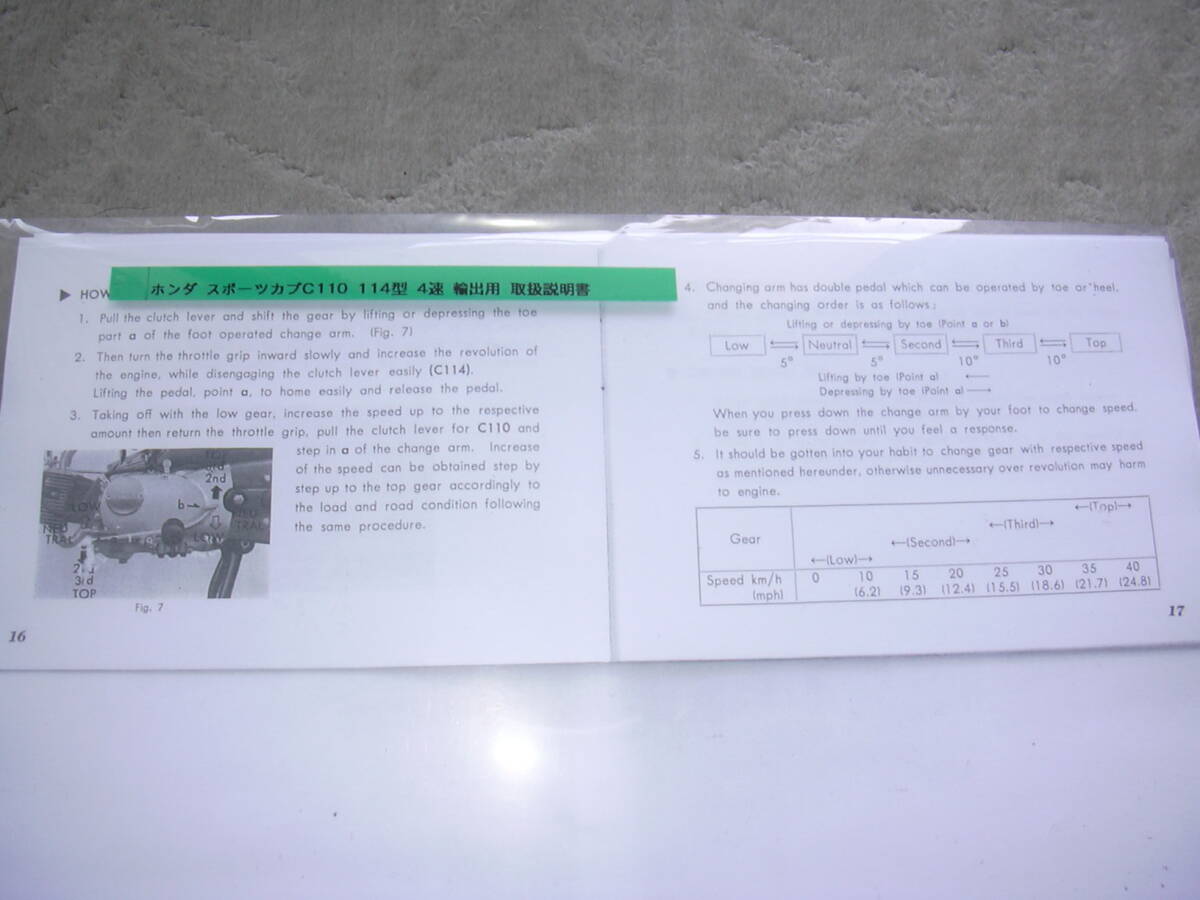 HOW
ホンダ スポーツカブC110 114型 4速 輸出用 取扱説明書
1. Pull the clutch lever and shift the gear by lifting or depressing the toe
part a of the foot operated change arm. (Fig. 7)
2. Then turn the throttle grip inward slowly and increase the revolution of
the engine, while disengaging the clutch lever easily (C114).
Lifting the pedal, point a, to home easily and release the pedal.
3. Taking off with the low gear, increase the speed up to the respective
amount then return the throttle grip, pull the clutch lever for C110 and
step in a of the change arm. Increase
of the speed can be obtained step by
step up to the top gear accordingly to
the load and road condition following
the same procedure.
TOP
3rd
2nd
b
LOW
NEU
TRAL
NEU
TRAL
LOW
2nd
3rd
TOP
Fig. 7
16
4. Changing arm has double pedal which can be operated by toe or heel,
and the changing order is as follows;
Lifting or depressing by toe (Point a or b)
Low Neutral Second Third Top
5° 5° 10° 10°
Lifting by toe (Point a) ←
Depressing by toe (Point a) →
When you press down the change arm by your foot to change speed,
be sure to press down until you feel a response.
5. It should be gotten into your habit to change gear with respective speed
as mentioned hereunder, otherwise unnecessary over revolution may harm
to engine.
←(Top)→
←(Third)→
Gear
←(Second)→
←(Low)→
Speed km/h 0 10 15 20 25 30 35 40
(mph) (6.2) (9.3) (12.4) (15.5) (18.6) (21.7) (24.8)
17